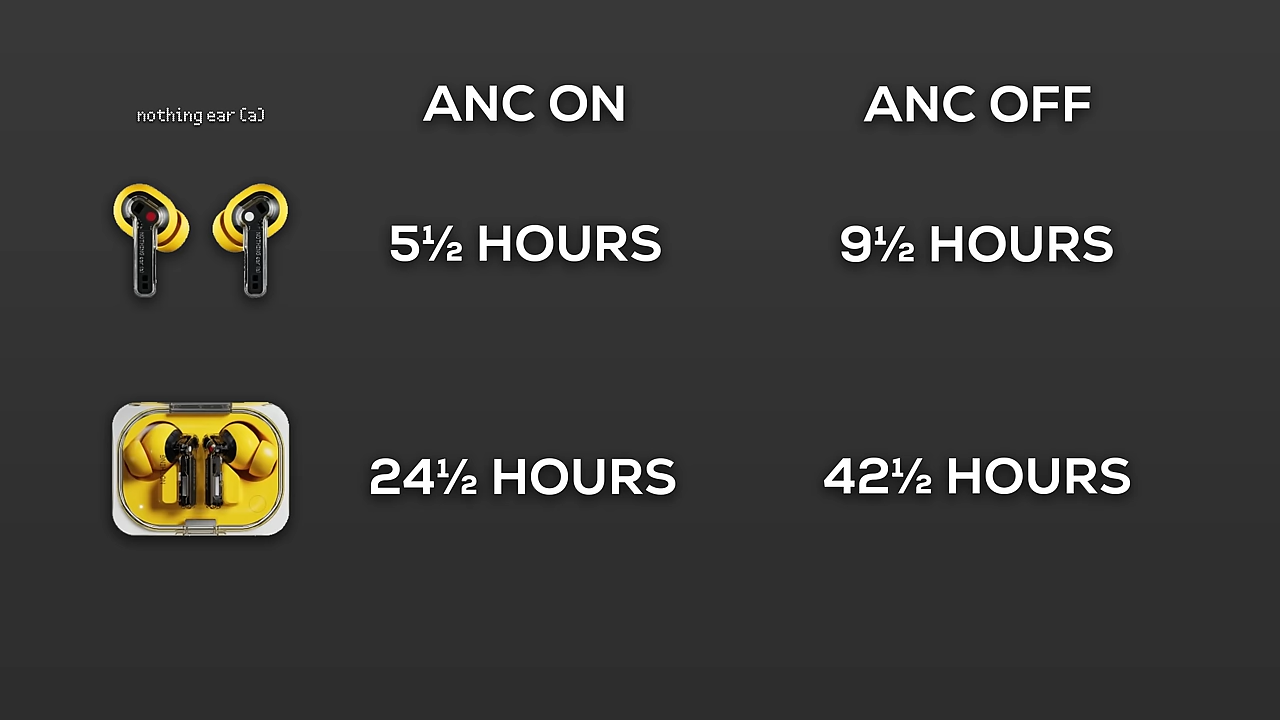 nothing ear (a)
ANC ON
ANC OFF
5½ HOURS
9½ HOURS
24½ HOURS
42½ HOURS